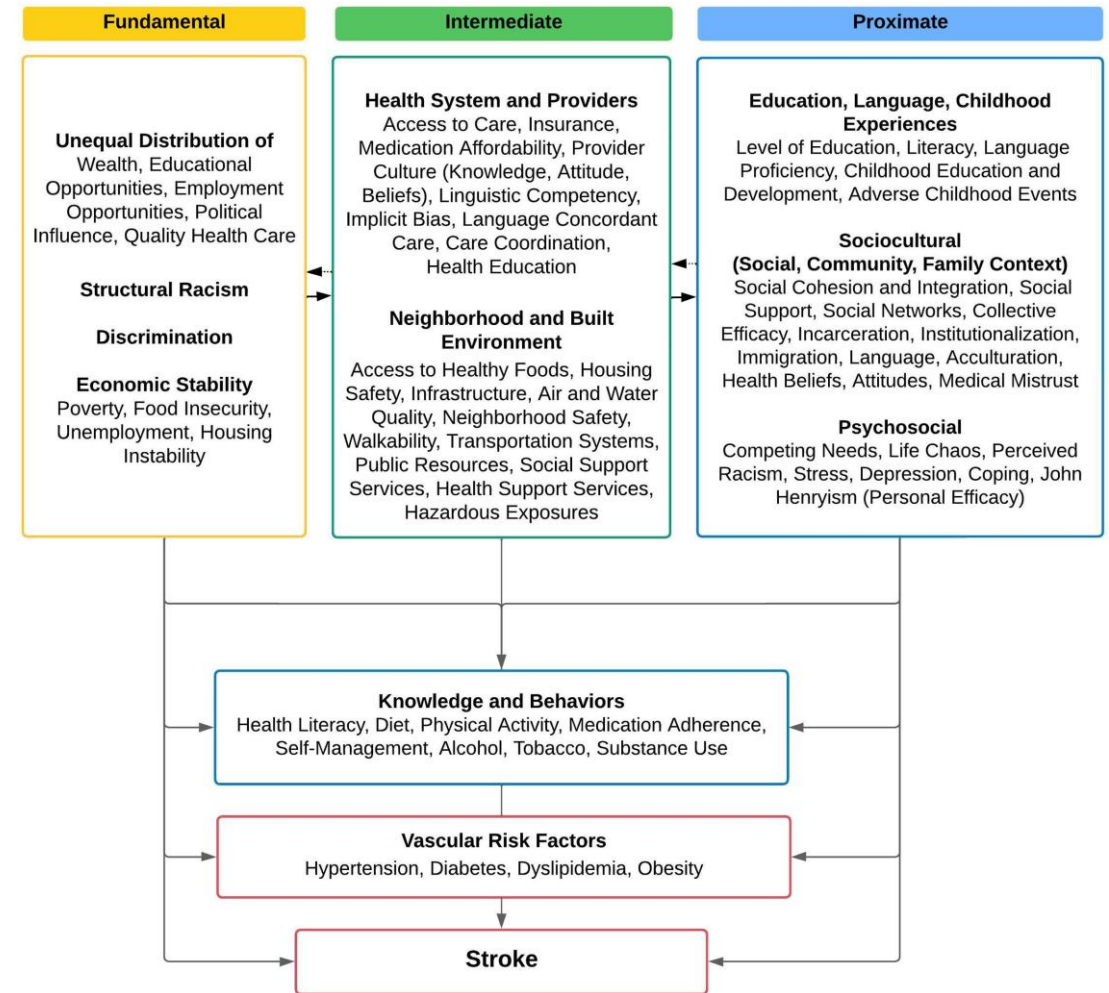 Fundamental
Intermediate
Proximate
Unequal Distribution of
Wealth, Educational
Opportunities, Employment
Opportunities, Political
Influence, Quality Health Care
Structural Racism
Discrimination
Economic Stability
Poverty, Food Insecurity,
Unemployment, Housing
Instability
Health System and Providers
Access to Care, Insurance,
Medication Affordability, Provider
Culture (Knowledge, Attitude,
Beliefs), Linguistic Competency,
Implicit Bias, Language Concordant
Care, Care Coordination,
Health Education
Neighborhood and Built
Environment
Access to Healthy Foods, Housing
Safety, Infrastructure, Air and Water
Quality, Neighborhood Safety,
Walkability, Transportation Systems,
Public Resources, Social Support
Services, Health Support Services,
Hazardous Exposures
Education, Language, Childhood
Experiences
Level of Education, Literacy, Language
Proficiency, Childhood Education and
Development, Adverse Childhood Events
Sociocultural
(Social, Community, Family Context)
Social Cohesion and Integration, Social
Support, Social Networks, Collective
Efficacy, Incarceration, Institutionalization,
Immigration, Language, Acculturation,
Health Beliefs, Attitudes, Medical Mistrust
Psychosocial
Competing Needs, Life Chaos, Perceived
Racism, Stress, Depression, Coping, John
Henryism (Personal Efficacy)
Knowledge and Behaviors
Health Literacy, Diet, Physical Activity, Medication Adherence,
Self-Management, Alcohol, Tobacco, Substance Use
Vascular Risk Factors
Hypertension, Diabetes, Dyslipidemia, Obesity
Stroke